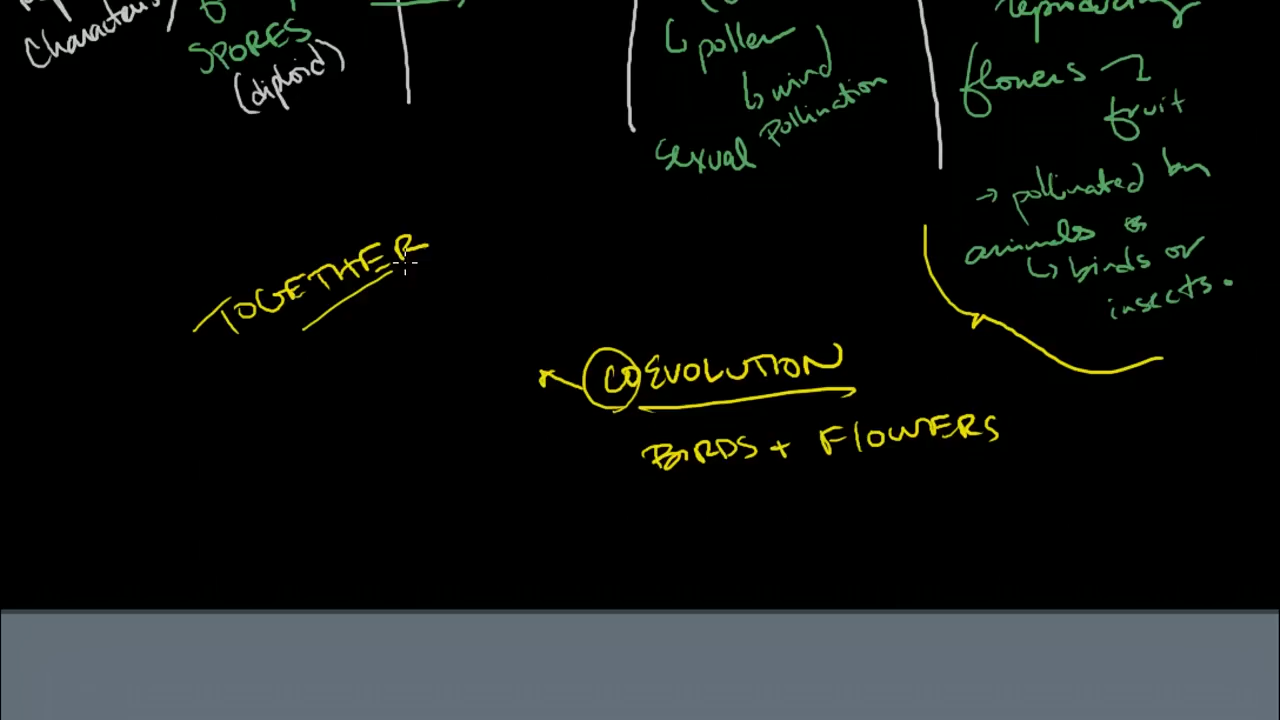 Characteris
SPORES
(diploid)
↳ pollen
↳ wind
Pollination
sexual
reproducing
flowers
fruit
→ pollinated by
animals
↳ birds or
insects.
TOGETHER
COEVOLUTION
BIRDS + FLOWERS